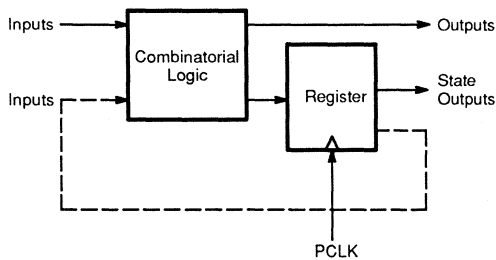 Inputs
Outputs
Combinatorial
Logic
Inputs
Register
State
Outputs
PCLK